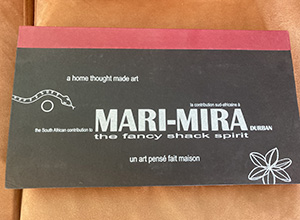 a home thought made art
la contribution sud-africaine à
the South African contribution to MARI-MIRA DURBAN
the fancy shack spirit
un art pensé fait maison